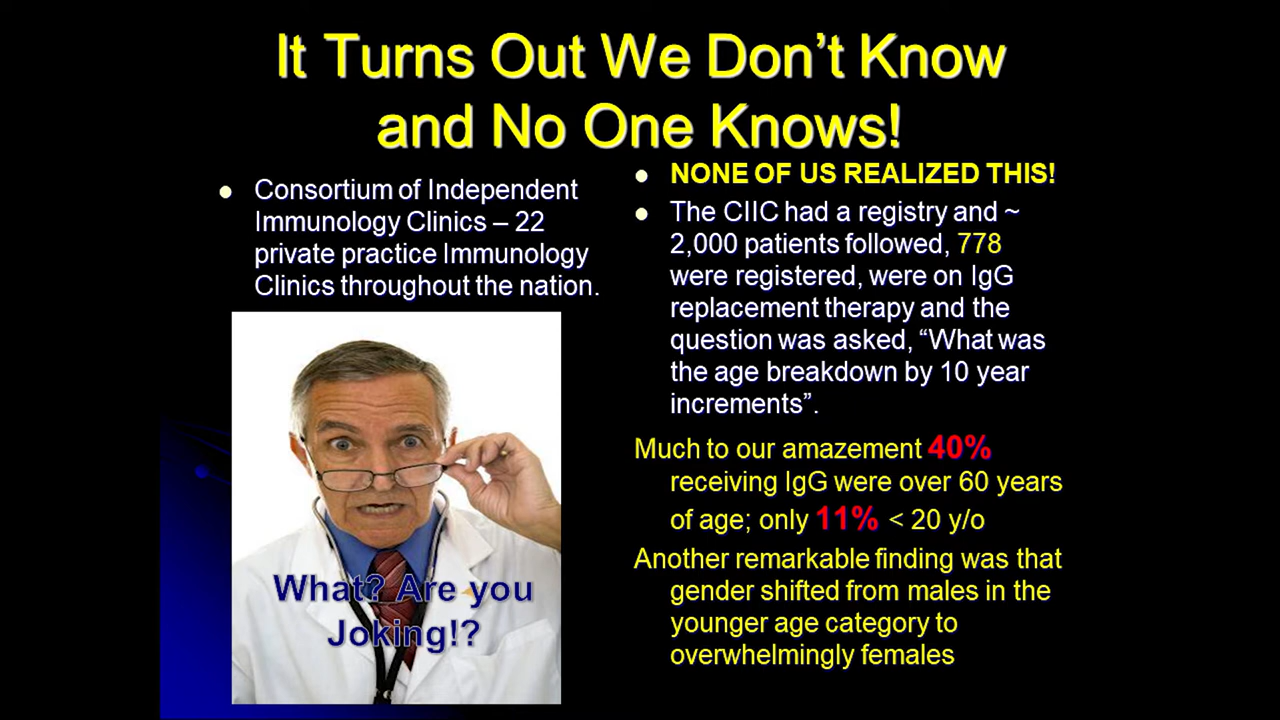 It Turns Out We Don’t Know
and No One Knows!
Consortium of Independent
Immunology Clinics – 22
private practice Immunology
Clinics throughout the nation.
What? Are you
Joking!?
NONE OF US REALIZED THIS!
The CIIC had a registry and ~
2,000 patients followed, 778
were registered, were on IgG
replacement therapy and the
question was asked, “What was
the age breakdown by 10 year
increments”.
Much to our amazement 40%
receiving IgG were over 60 years
of age; only 11% < 20 y/o
Another remarkable finding was that
gender shifted from males in the
younger age category to
overwhelmingly females